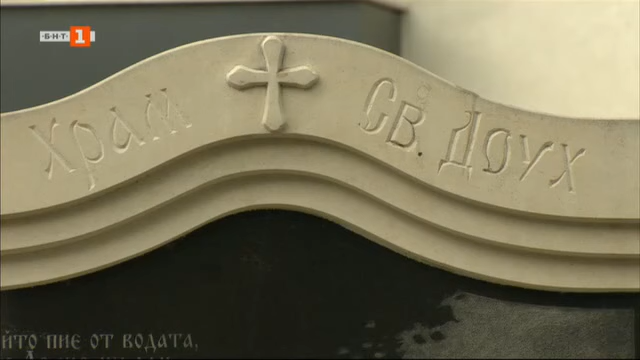 БНТ 1
Храм Св. Доух
ЙТО ПИЕ ОТ ВОДАТА,